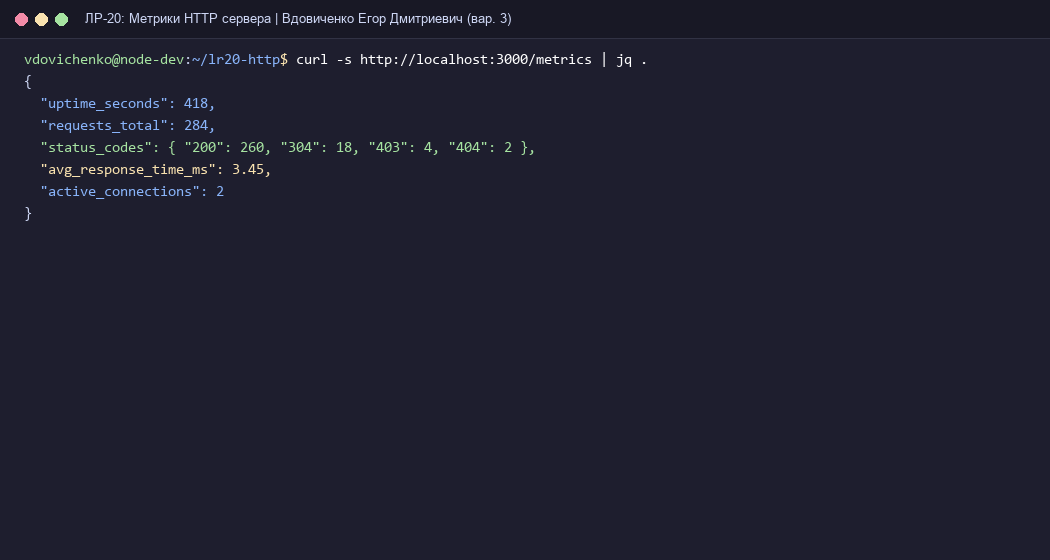 ЛР-20: Метрики HTTP сервера | Вдовиченко Егор Дмитриевич (вар. 3)
vdovichenko@node-dev:~/lr20-http$ curl -s http://localhost:3000/metrics | jq .
{
  "uptime_seconds": 418,
  "requests_total": 284,
  "status_codes": { "200": 260, "304": 18, "403": 4, "404": 2 },
  "avg_response_time_ms": 3.45,
  "active_connections": 2
}